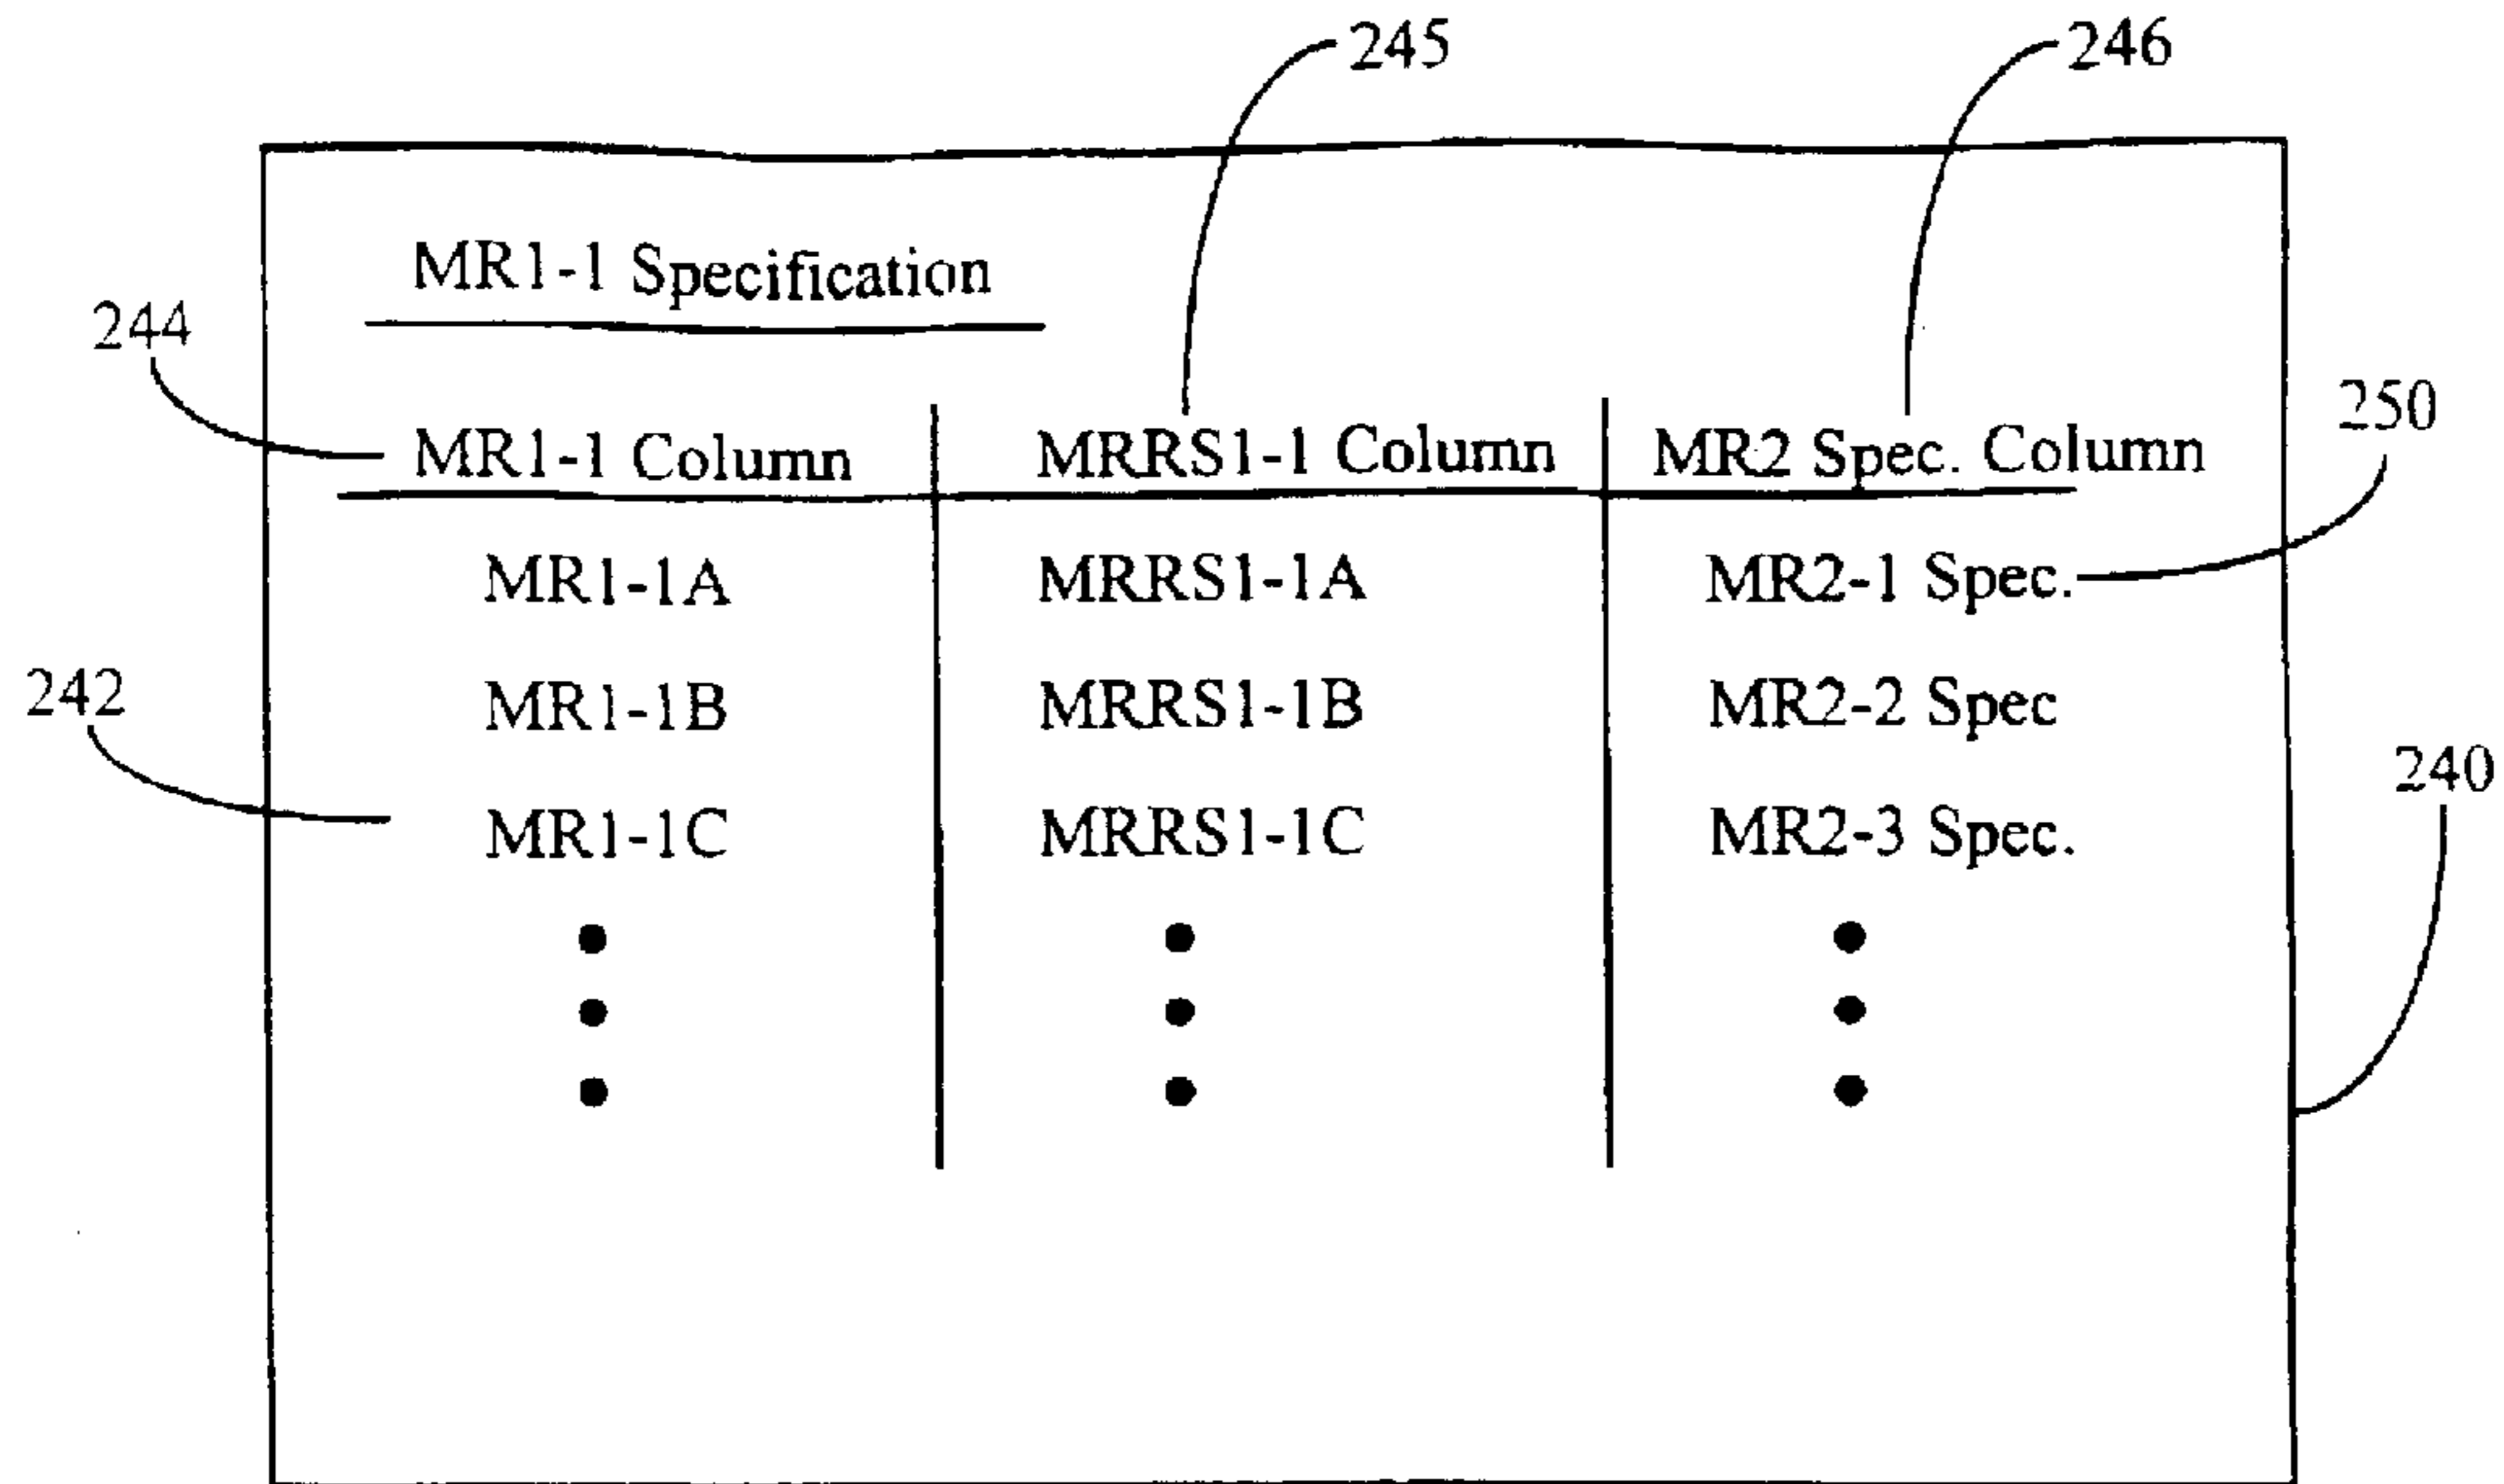 245 246
MR1-1 Specification
244
250
MR1-1 Column MRRS1-1 Column MR2 Spec. Column
MR1-1A MRRS1-1A MR2-1 Spec.
242
MR1-1B MRRS1-1B MR2-2 Spec
240
MR1-1C MRRS1-1C MR2-3 Spec.